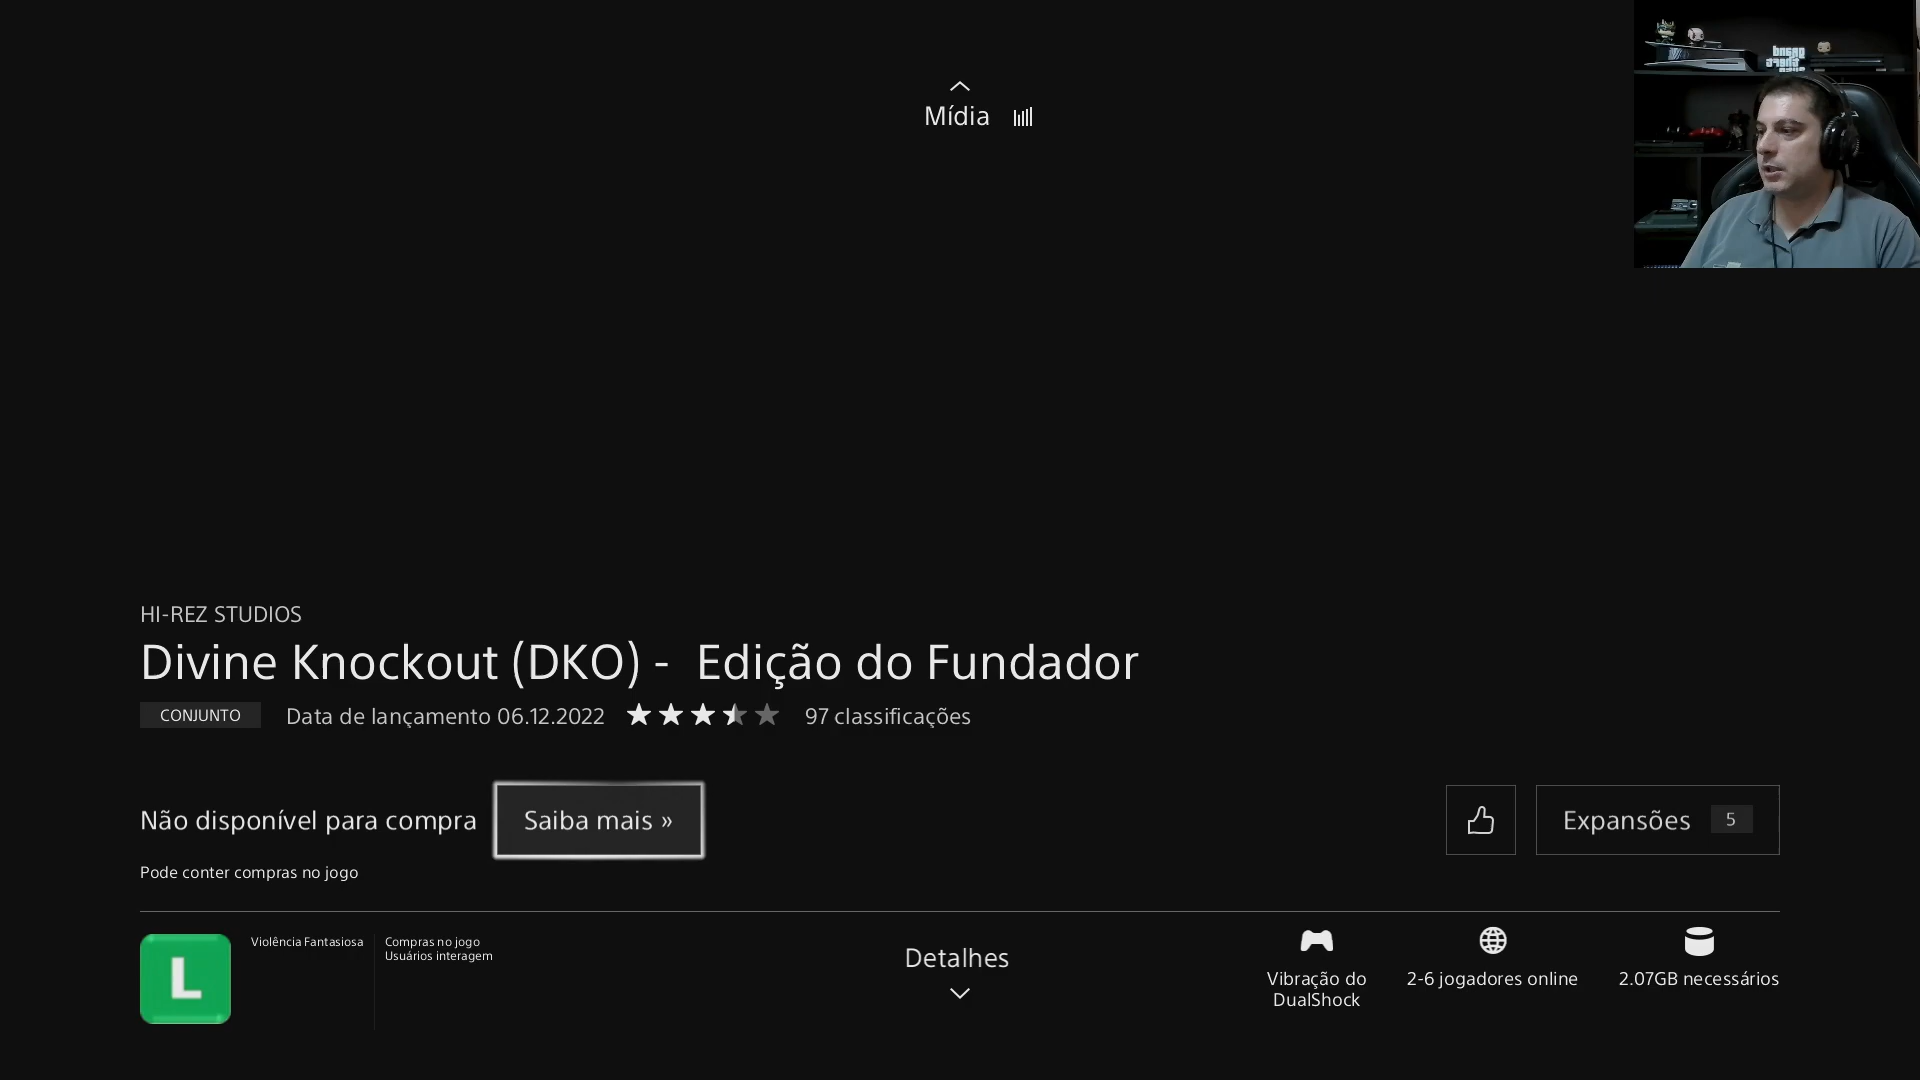 Mídia
HI-REZ STUDIOS
Divine Knockout (DKO) - Edição do Fundador
CONJUNTO Data de lançamento 06.12.2022 97 classificações
Não disponível para compra Saiba mais » Expansões 5
Pode conter compras no jogo
L
Violência Fantasiosa
Compras no jogo
Usuários interagem
Detalhes
Vibração do
DualShock
2-6 jogadores online
2.07GB necessários